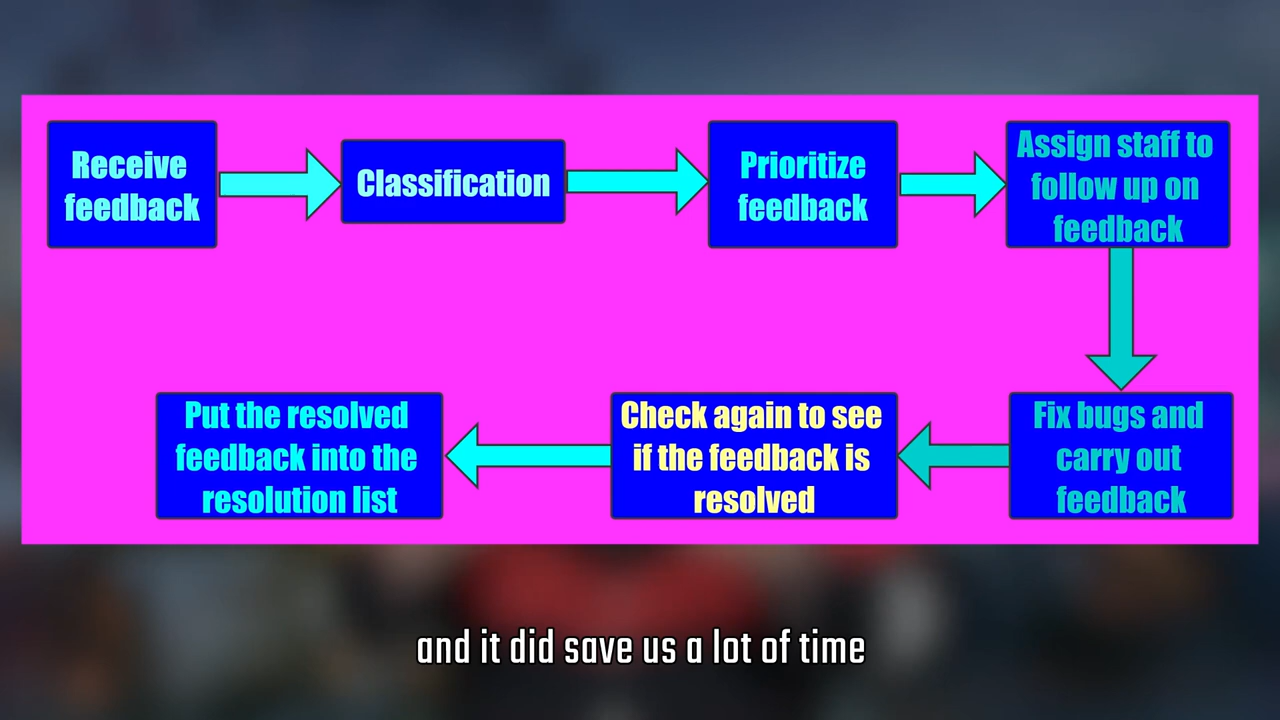 Receive
feedback
Classification
Prioritize
feedback
Assign staff to
follow up on
feedback
Fix bugs and
carry out
feedback
Check again to see
if the feedback is
resolved
Put the resolved
feedback into the
resolution list
and it did save us a lot of time